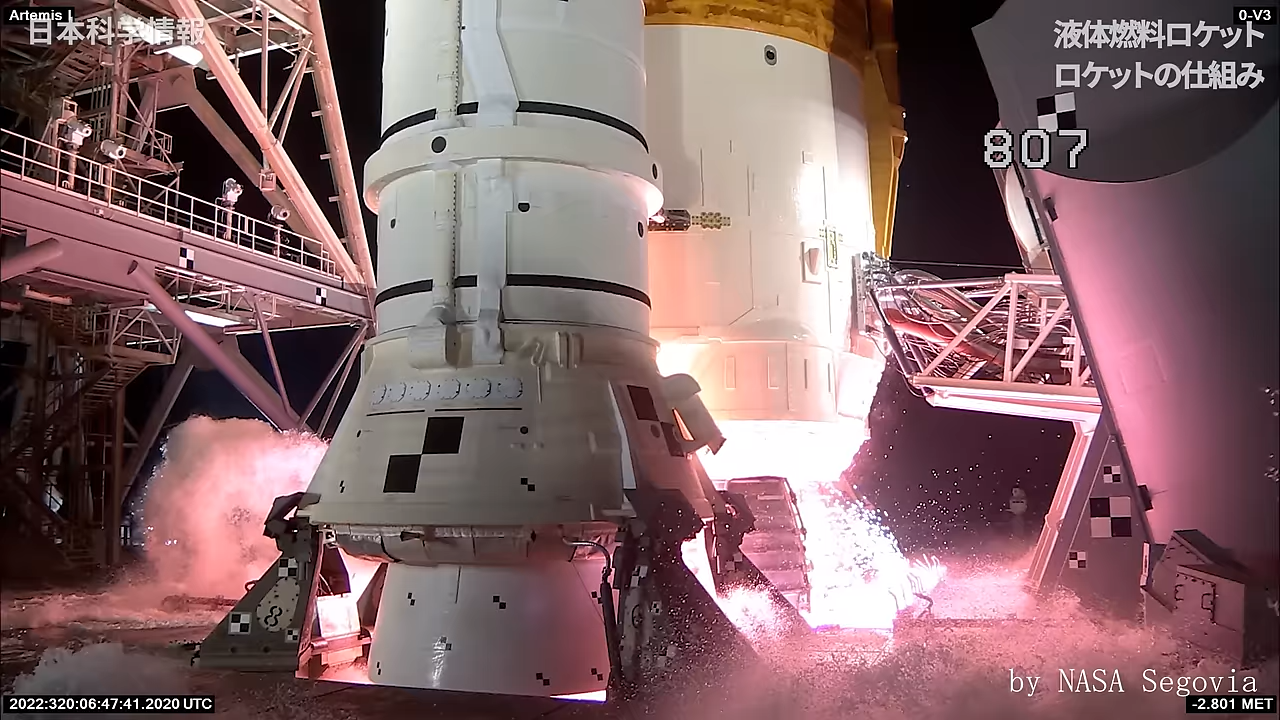 Artemis I
日本科学情報
0-V3
液体燃料ロケット
ロケットの仕組み
807
by NASA Segovia
2022:320:06:47:41.2020 UTC
-2.801 MET